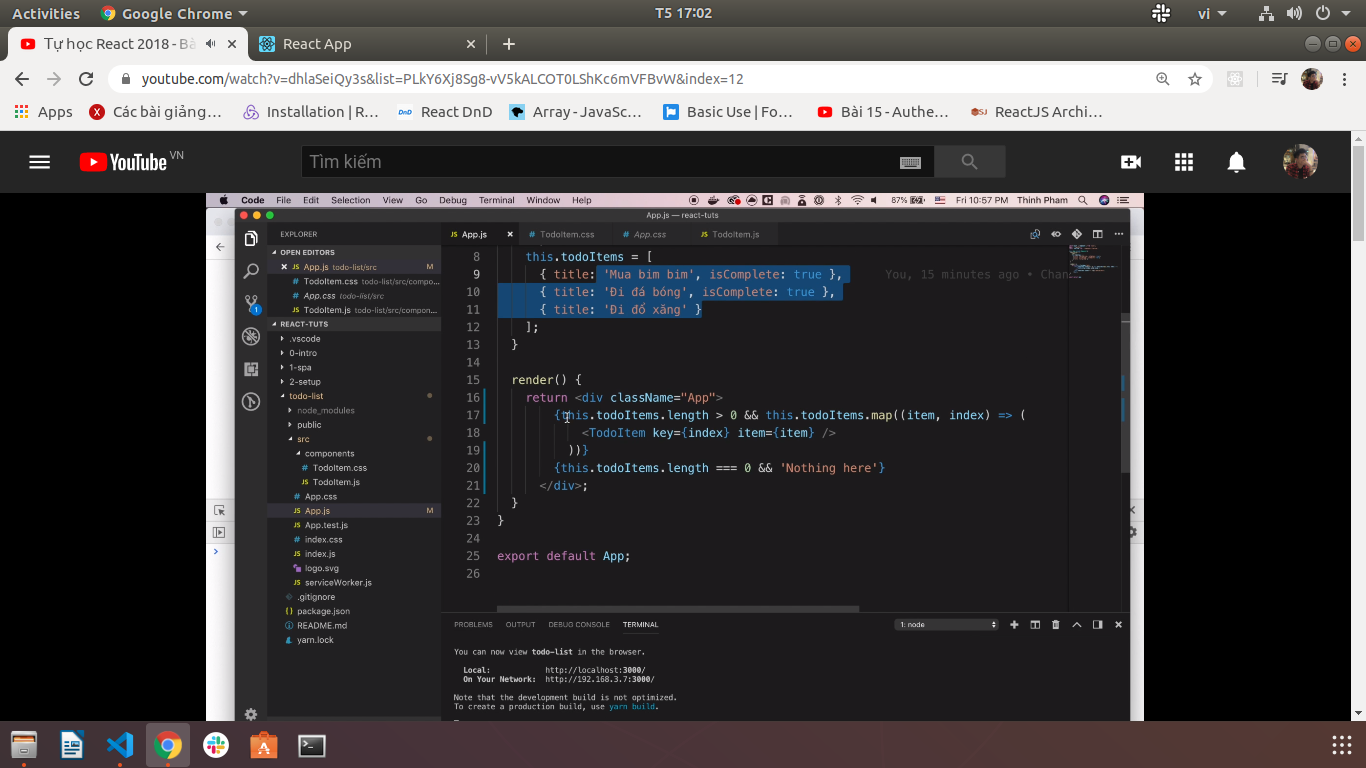 Activities Google Chrome T5 17:02 vi
Tự học React 2018 - Bà React App
youtube.com/watch?v=dhlaSeiQy3s&list=PLkY6Xj8Sg8-vV5kALCOT0LShKc6mVFBvW&index=12
Apps Các bài giảng… Installation | R… DnD React DnD Array - JavaSc… Basic Use | Fo… Bài 15 - Authe… ReactJS Archi…
YouTube VN Tìm kiếm
Code File Edit Selection View Go Debug Terminal Window Help 67% Fri 10:57 PM Thinh Pham
App.js — react-tuts
EXPLORER
JS App.js # TodoItem.css # App.css JS TodoItem.js
OPEN EDITORS
JS App.js todo-list/src M
# TodoItem.css todo-list/src/compo...
# App.css todo-list/src
JS TodoItem.js todo-list/src/compon...
REACT-TUTS
.vscode
0-intro
1-spa
2-setup
todo-list
node_modules
public
src
components
# TodoItem.css
JS TodoItem.js
# App.css
JS App.js M
JS App.test.js
# index.css
JS index.js
logo.svg
JS serviceWorker.js
.gitignore
{} package.json
README.md
yarn.lock
1
8 this.todoItems = [
9 { title: 'Mua bim bim', isComplete: true }, You, 15 minutes ago • Chan
10 { title: 'Đi đá bóng', isComplete: true },
11 { title: 'Đi đổ xăng' }
12 ];
13 }
14
15 render() {
16 return <div className="App">
17 {this.todoItems.length > 0 && this.todoItems.map((item, index) => (
18 <TodoItem key={index} item={item} />
19 ))}
20 {this.todoItems.length === 0 && 'Nothing here'}
21 </div>;
22 }
23 }
24
25 export default App;
26
PROBLEMS OUTPUT DEBUG CONSOLE TERMINAL 1: node
You can now view todo-list in the browser.
Local: http://localhost:3000/
On Your Network: http://192.168.3.7:3000/
Note that the development build is not optimized.
To create a production build, use yarn build.